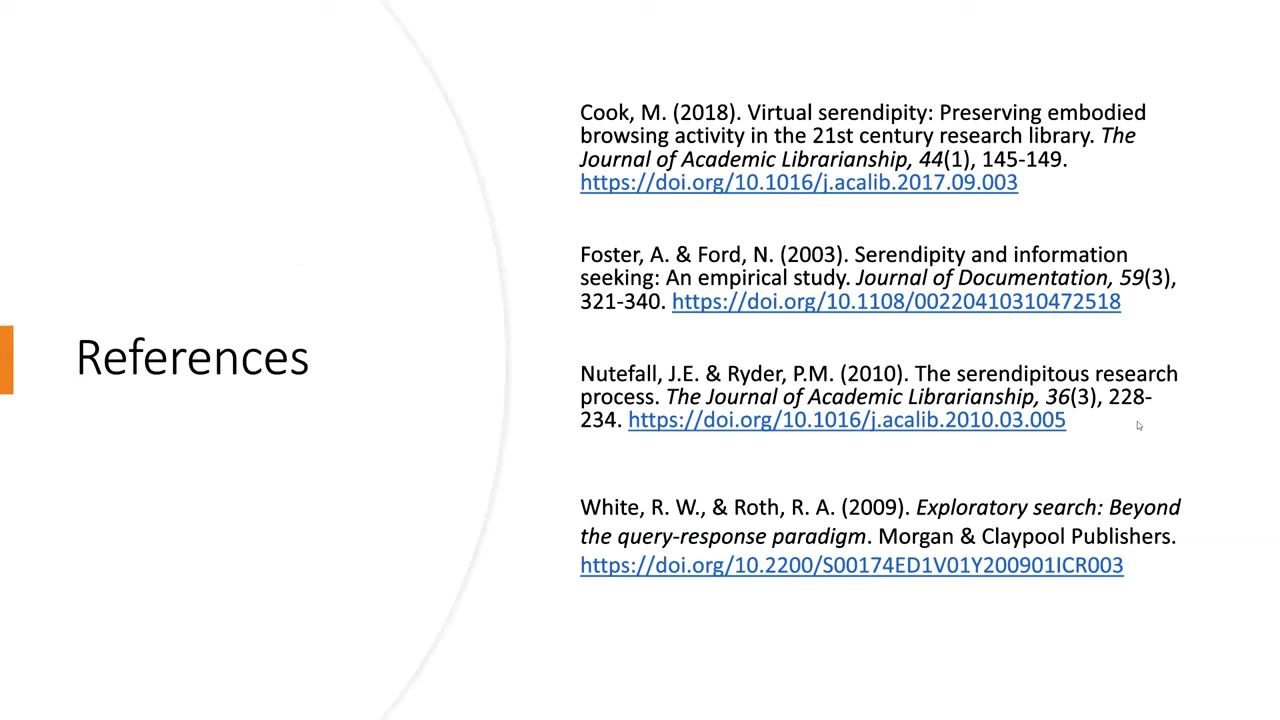 References
Cook, M. (2018). Virtual serendipity: Preserving embodied
browsing activity in the 21st century research library. The
Journal of Academic Librarianship, 44(1), 145-149.
https://doi.org/10.1016/j.acalib.2017.09.003
Foster, A. & Ford, N. (2003). Serendipity and information
seeking: An empirical study. Journal of Documentation, 59(3),
321-340. https://doi.org/10.1108/00220410310472518
Nutefall, J.E. & Ryder, P.M. (2010). The serendipitous research
process. The Journal of Academic Librarianship, 36(3), 228-
234. https://doi.org/10.1016/j.acalib.2010.03.005
White, R. W., & Roth, R. A. (2009). Exploratory search: Beyond
the query-response paradigm. Morgan & Claypool Publishers.
https://doi.org/10.2200/S00174ED1V01Y200901ICR003